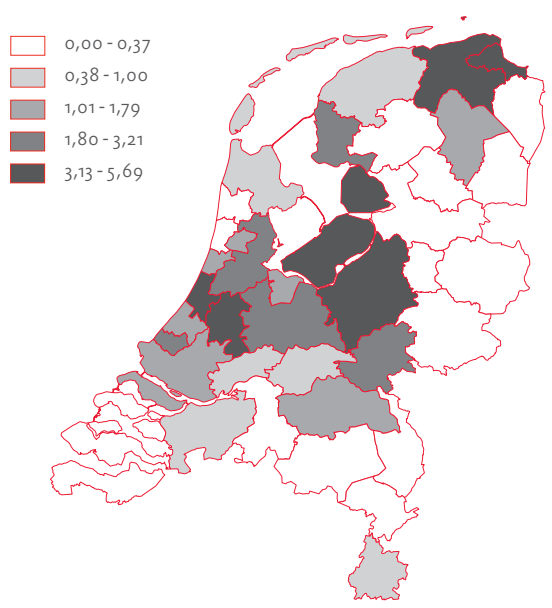 0,00 - 0,37
0,38 - 1,00
1,01 - 1,79
1,80 - 3,21
3,13 - 5,69